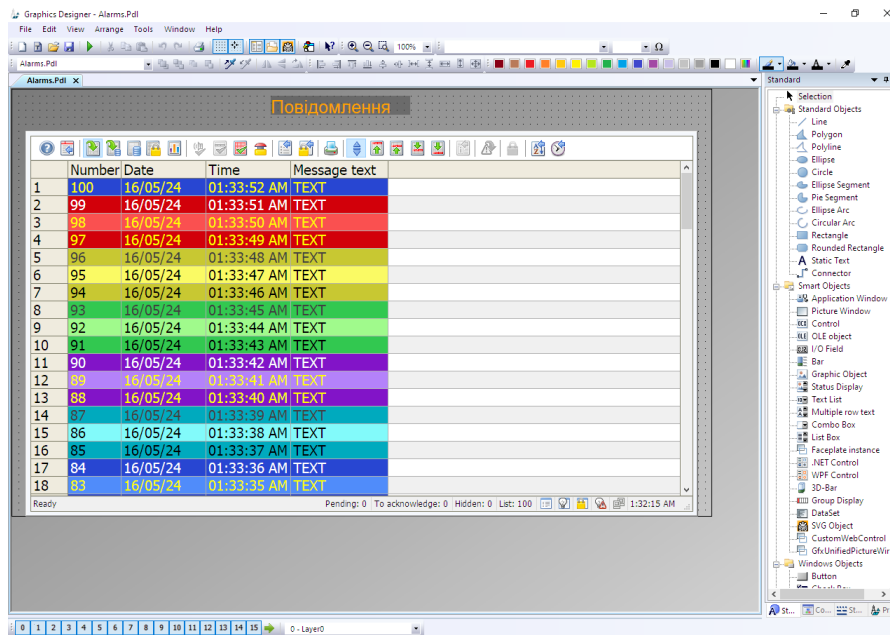 Graphics Designer - Alarms.Pdl
File Edit View Arrange Tools Window Help
100%
Alarms.Pdl
Alarms.Pdl
Standard
Повідомлення
Number Date Time Message text
1 100 16/05/24 01:33:52 AM TEXT
2 99 16/05/24 01:33:51 AM TEXT
3 98 16/05/24 01:33:50 AM TEXT
4 97 16/05/24 01:33:49 AM TEXT
5 96 16/05/24 01:33:48 AM TEXT
6 95 16/05/24 01:33:47 AM TEXT
7 94 16/05/24 01:33:46 AM TEXT
8 93 16/05/24 01:33:45 AM TEXT
9 92 16/05/24 01:33:44 AM TEXT
10 91 16/05/24 01:33:43 AM TEXT
11 90 16/05/24 01:33:42 AM TEXT
12 89 16/05/24 01:33:41 AM TEXT
13 88 16/05/24 01:33:40 AM TEXT
14 87 16/05/24 01:33:39 AM TEXT
15 86 16/05/24 01:33:38 AM TEXT
16 85 16/05/24 01:33:37 AM TEXT
17 84 16/05/24 01:33:36 AM TEXT
18 83 16/05/24 01:33:35 AM TEXT
Ready Pending: 0 To acknowledge: 0 Hidden: 0 List: 100 1:32:15 AM
Selection
Standard Objects
Line
Polygon
Polyline
Ellipse
Circle
Ellipse Segment
Pie Segment
Ellipse Arc
Circular Arc
Rectangle
Rounded Rectangle
Static Text
Connector
Smart Objects
Application Window
Picture Window
Control
OLE object
I/O Field
Bar
Graphic Object
Status Display
Text List
Multiple row text
Combo Box
List Box
Faceplate instance
.NET Control
WPF Control
3D-Bar
Group Display
DataSet
SVG Object
CustomWebControl
GfxUnifiedPictureWir
Windows Objects
Button
St... Co... St... Pr
0 1 2 3 4 5 6 7 8 9 10 11 12 13 14 15 0 - Layer0